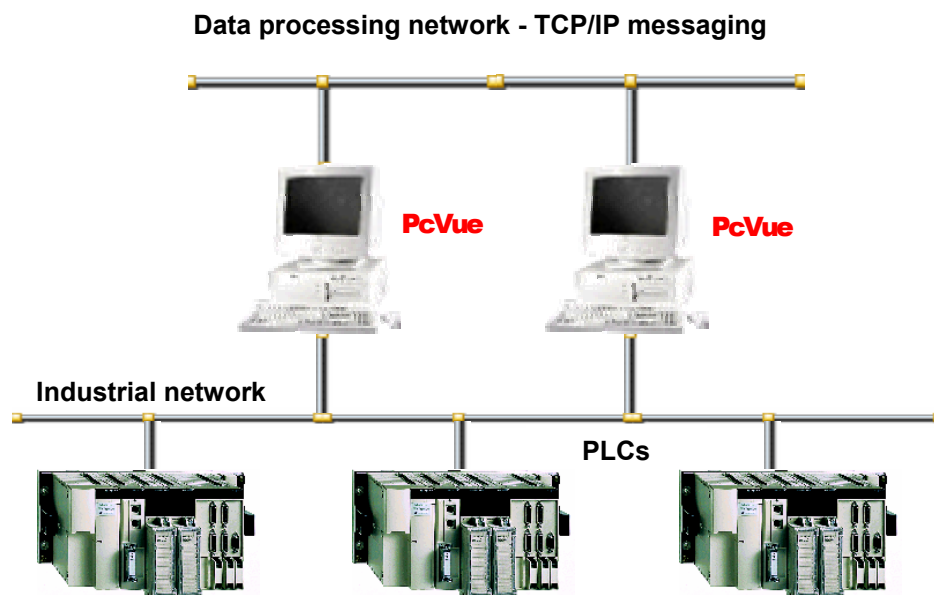 Data processing network - TCP/IP messaging
PcVue
PcVue
Industrial network
PLCs